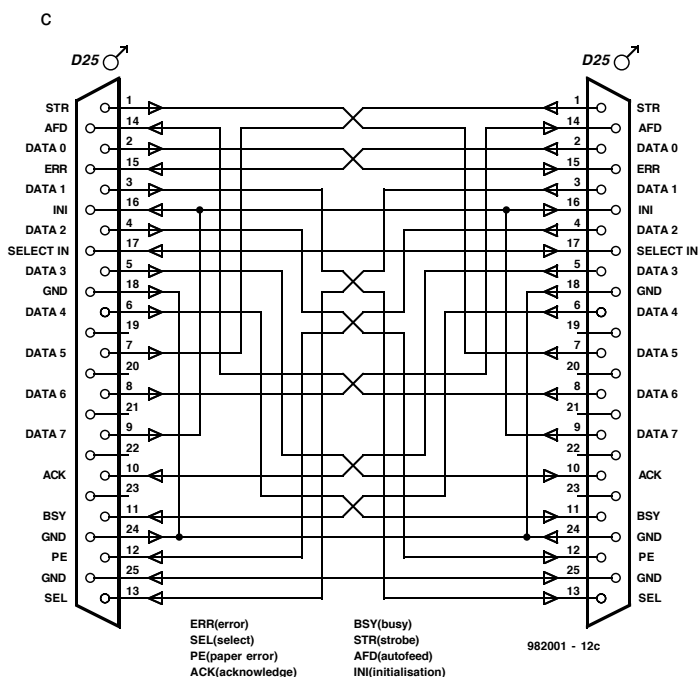 C
D25 D25
STR 1 1 STR
AFD 14 14 AFD
DATA 0 2 2 DATA 0
ERR 15 15 ERR
DATA 1 3 3 DATA 1
INI 16 16 INI
DATA 2 4 4 DATA 2
SELECT IN 17 17 SELECT IN
DATA 3 5 5 DATA 3
GND 18 18 GND
DATA 4 6 6 DATA 4
19 19
DATA 5 7 7 DATA 5
20 20
DATA 6 8 8 DATA 6
21 21
DATA 7 9 9 DATA 7
22 22
ACK 10 10 ACK
23 23
BSY 11 11 BSY
GND 24 24 GND
PE 12 12 PE
GND 25 25 GND
SEL 13 13 SEL
ERR(error) BSY(busy)
SEL(select) STR(strobe)
PE(paper error) AFD(autofeed)
ACK(acknowledge) INI(initialisation)
982001 - 12c